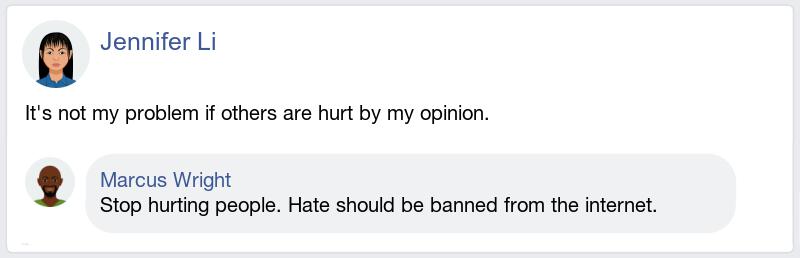 Jennifer Li
It's not my problem if others are hurt by my opinion.
Marcus Wright
Stop hurting people. Hate should be banned from the internet.